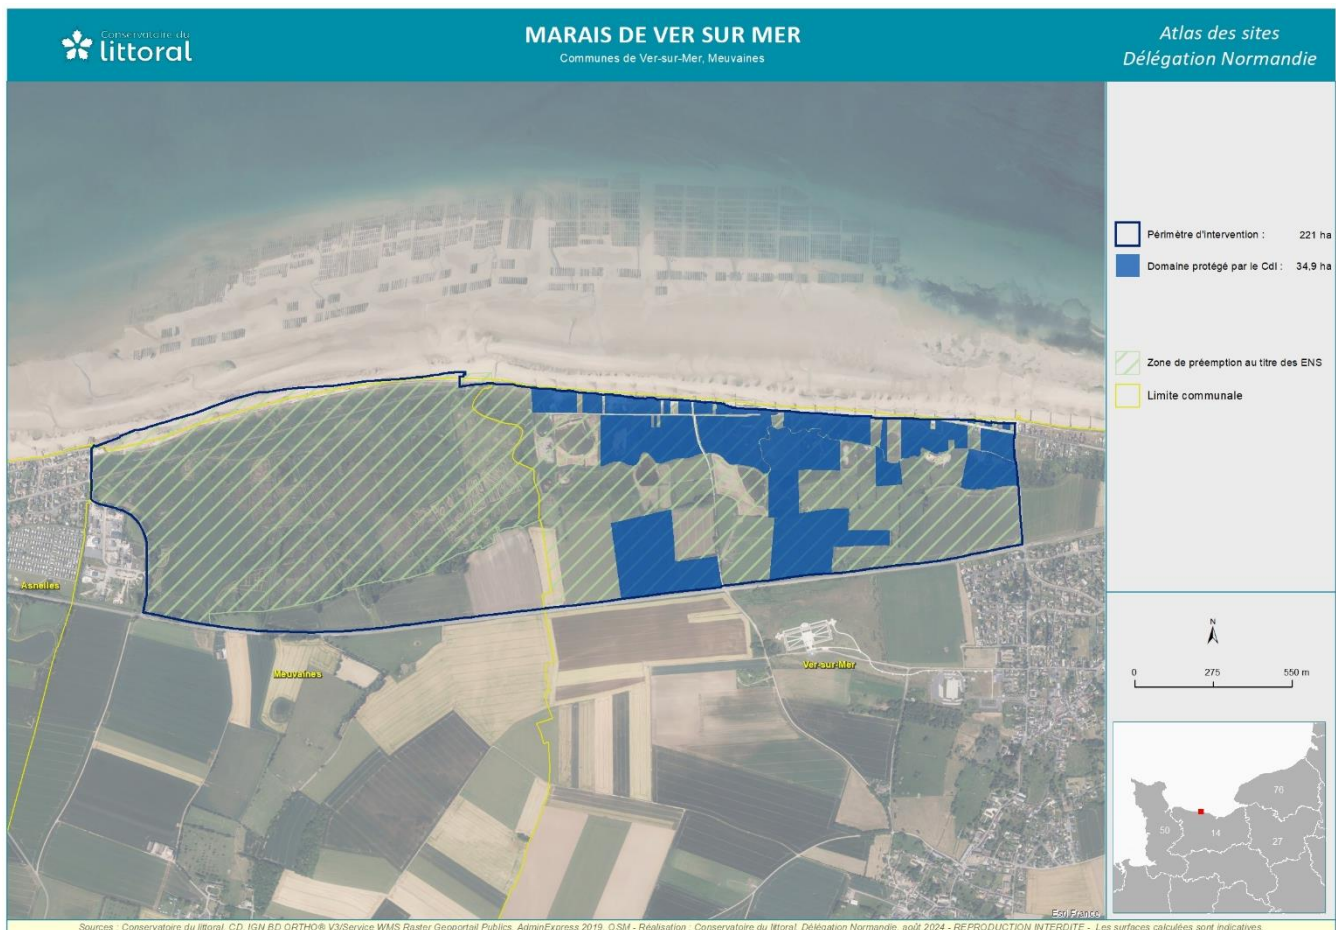 Conservatoire du
littoral
MARAIS DE VER SUR MER
Communes de Ver-sur-Mer, Meuvaines
Atlas des sites
Délégation Normandie
Périmètre d'intervention : 221 ha
Domaine protégé par le Cdl : 34,9 ha
Zone de préemption au titre des ENS
Limite communale
Asnelles
Meuvaines
Ver-sur-Mer
N
0 275 550 m
76
50
14
27
Esri France
Sources : Conservatoire du littoral, CD, IGN BD ORTHO® V3/Service WMS Raster Geoportail Publics, AdminExpress 2019, OSM - Réalisation : Conservatoire du littoral, Délégation Normandie, août 2024 - REPRODUCTION INTERDITE - Les surfaces calculées sont indicatives.